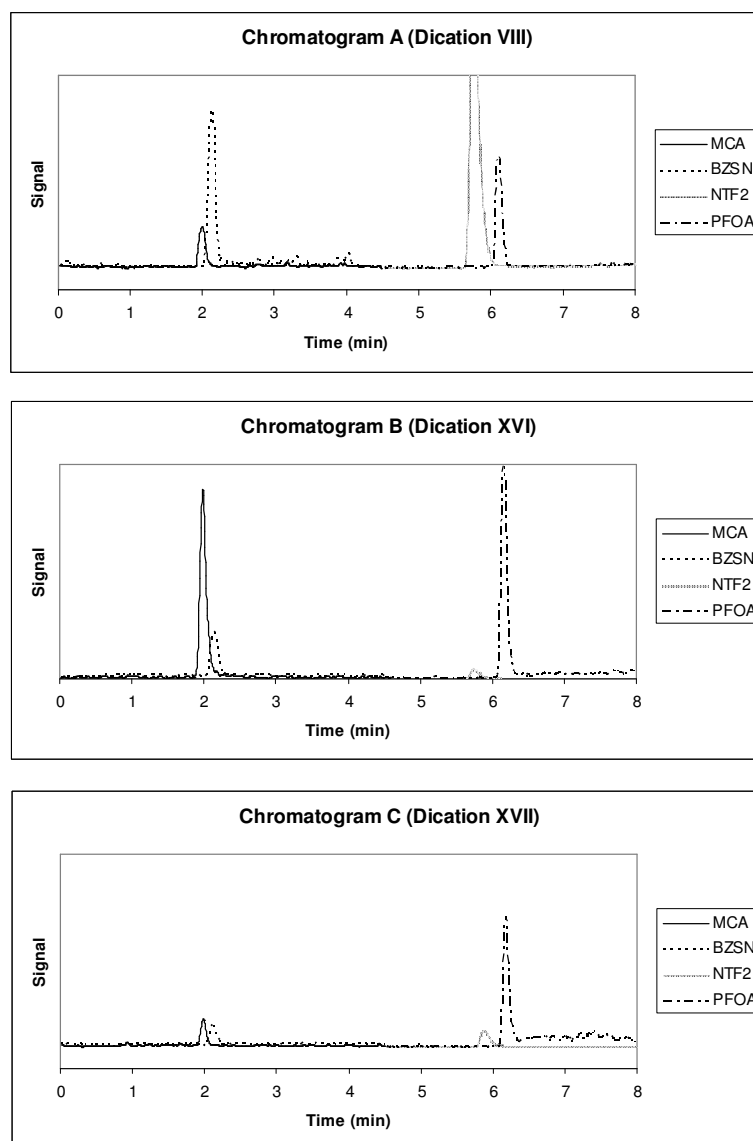 Chromatogram A (Dication VIII)
Signal
MCA
BZSN
NTF2
PFOA
0 1 2 3 4 5 6 7 8
Time (min)
Chromatogram B (Dication XVI)
Signal
MCA
BZSN
NTF2
PFOA
0 1 2 3 4 5 6 7 8
Time (min)
Chromatogram C (Dication XVII)
Signal
MCA
BZSN
NTF2
PFOA
0 1 2 3 4 5 6 7 8
Time (min)